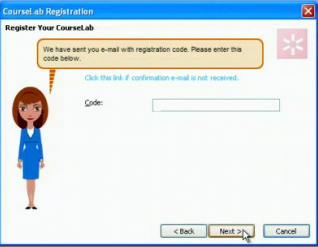 CourseLab Registration
Register Your CourseLab
We have sent you e-mail with registration code. Please enter this
code below.
Click this link if confirmation e-mail is not received.
Code:
< Back
Next >
Cancel